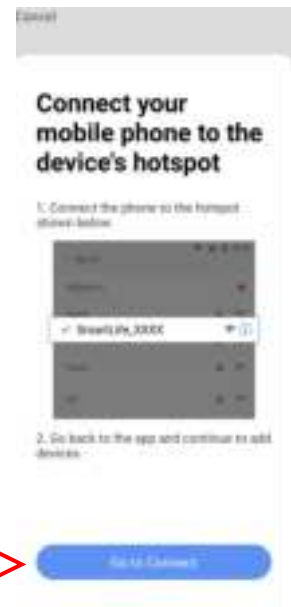 Cancel
Connect your
mobile phone to the
device's hotspot
1. Connect the phone to the hotspot
shown below
SmartLife_XXXX
2. Go back to the app and continue to add
devices.
Go to Connect